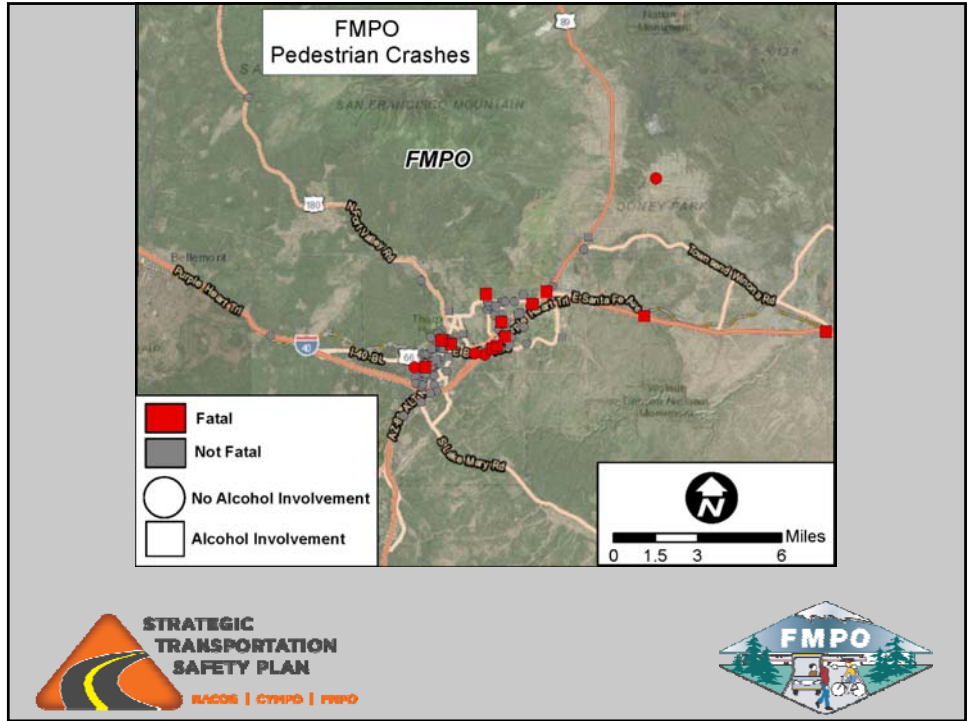 FMPO
Pedestrian Crashes
89
SAN FRANCISCO MOUNTAIN
FMPO
DONEY PARK
180
N Fort Valley Rd
Townsend Winona Rd
Bellemont
Purple Heart Trl
E Santa Fe Ave
40
I-40-BL
66
S Lake Mary Rd
Fatal
Not Fatal
No Alcohol Involvement
Alcohol Involvement
N
Miles
0 1.5 3 6
STRATEGIC
TRANSPORTATION
SAFETY PLAN
NACOG | CYMPO | FMPO
FMPO